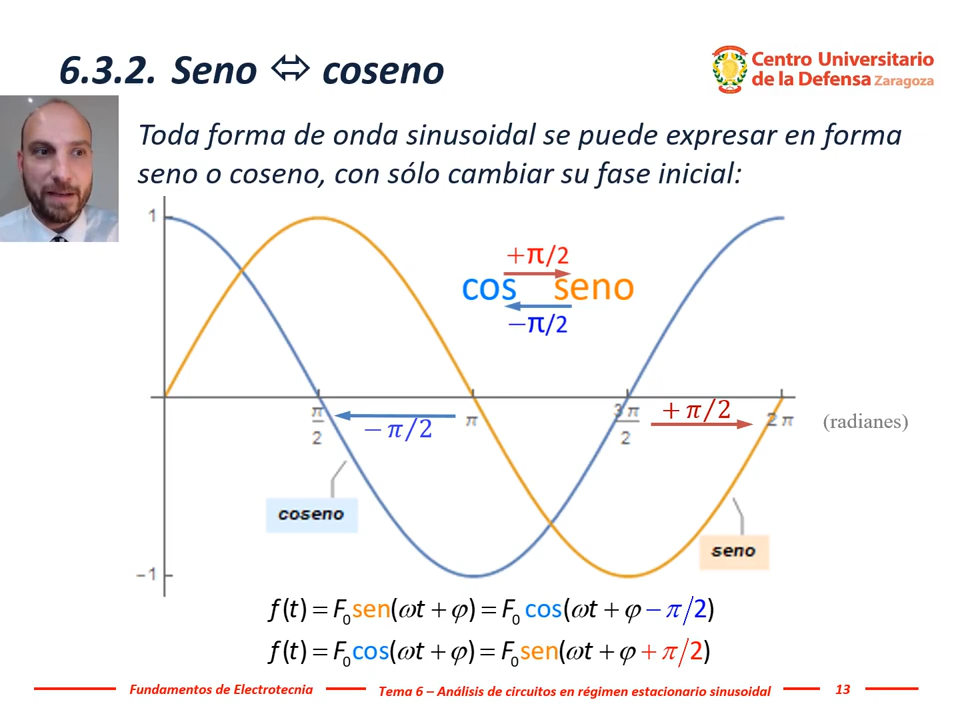 6.3.2. Seno ⬄ coseno
Centro Universitario
de la Defensa Zaragoza
Toda forma de onda sinusoidal se puede expresar en forma
seno o coseno, con sólo cambiar su fase inicial:
1
+π/2
cos seno
−π/2
π/2
−π/2
π
3π/2
+π/2
2π
(radianes)
coseno
seno
−1
f(t) = F₀sen(ωt + φ) = F₀ cos(ωt + φ − π/2)
f(t) = F₀cos(ωt + φ) = F₀sen(ωt + φ + π/2)
Fundamentos de Electrotecnia
Tema 6 – Análisis de circuitos en régimen estacionario sinusoidal
13